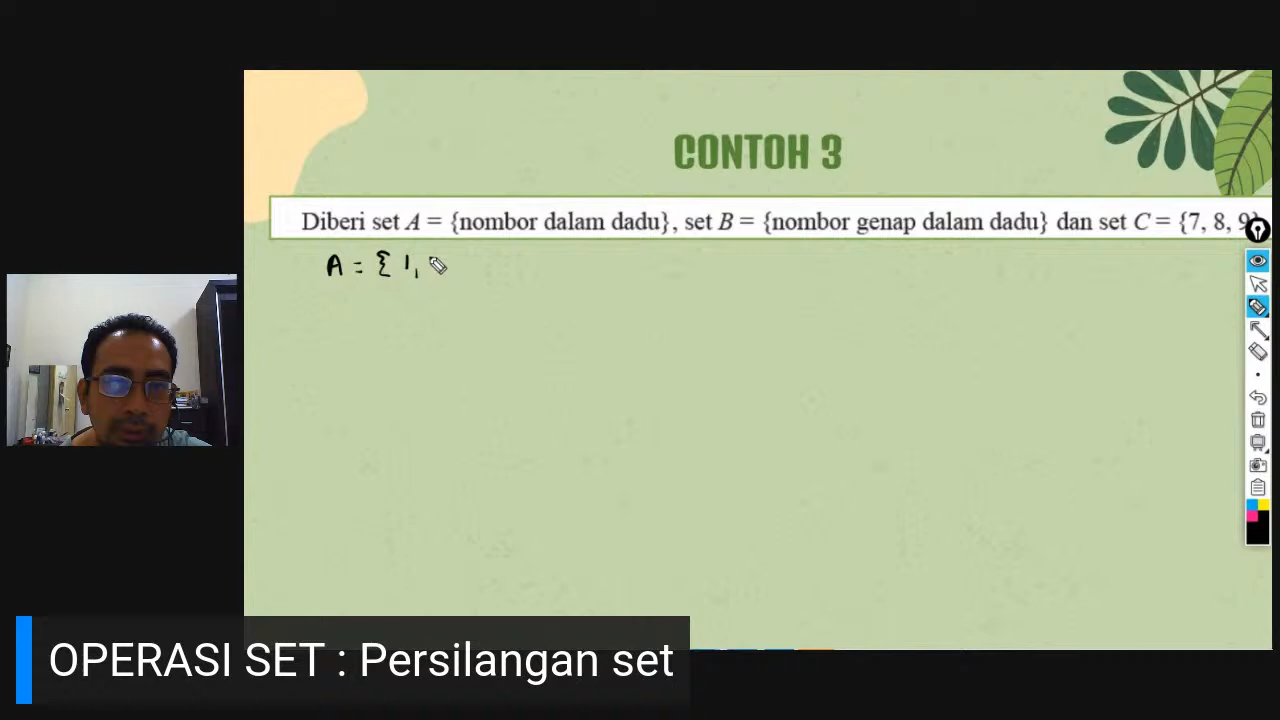 CONTOH 3
Diberi set A = {nombor dalam dadu}, set B = {nombor genap dalam dadu} dan set C = {7, 8, 9}
A = { 1,
OPERASI SET : Persilangan set